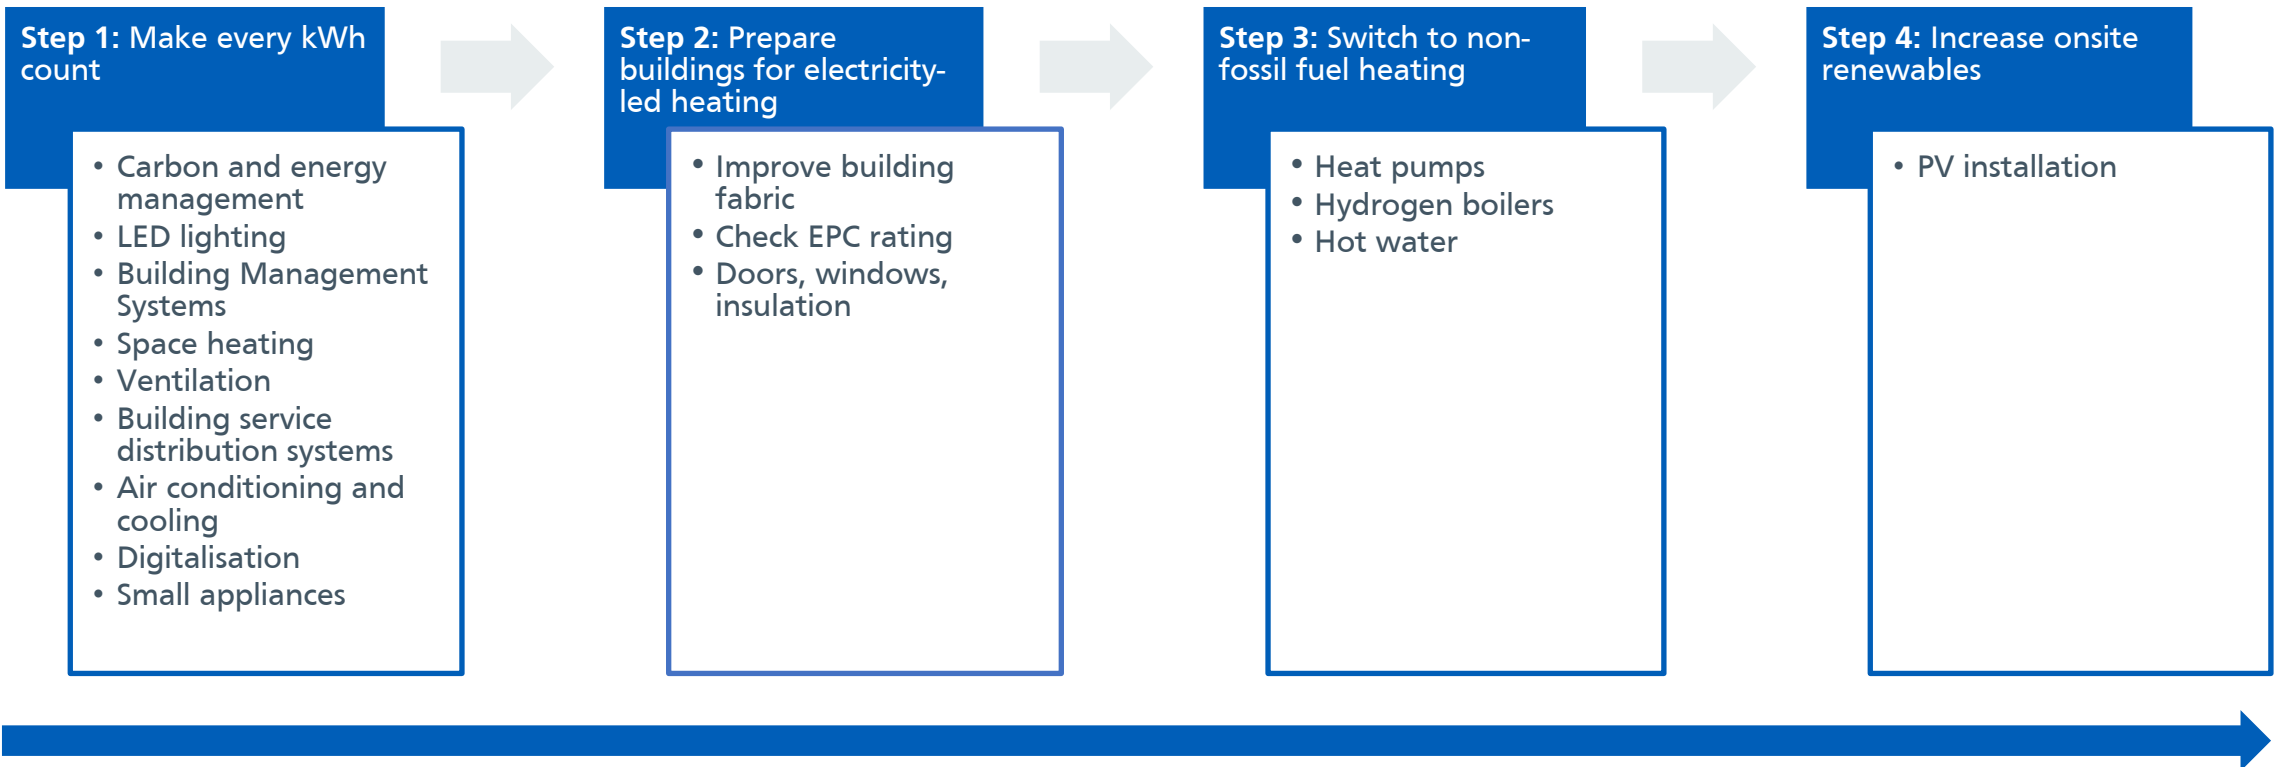 Step 1: Make every kWh
count
• Carbon and energy
management
• LED lighting
• Building Management
Systems
• Space heating
• Ventilation
• Building service
distribution systems
• Air conditioning and
cooling
• Digitalisation
• Small appliances
Step 2: Prepare
buildings for electricity-
led heating
• Improve building
fabric
• Check EPC rating
• Doors, windows,
insulation
Step 3: Switch to non-
fossil fuel heating
• Heat pumps
• Hydrogen boilers
• Hot water
Step 4: Increase onsite
renewables
• PV installation